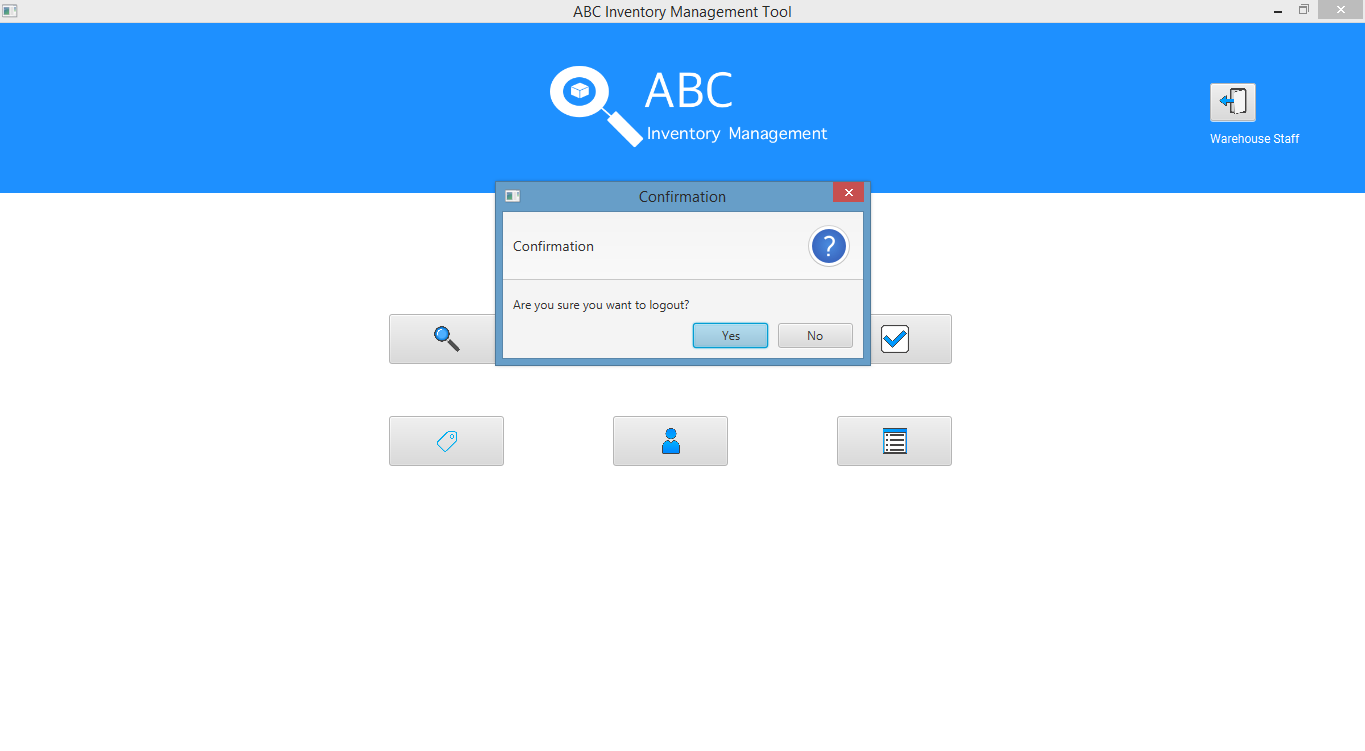 ABC Inventory Management Tool
ABC
Inventory Management
Warehouse Staff
Confirmation
Confirmation
?
Are you sure you want to logout?
Yes
No